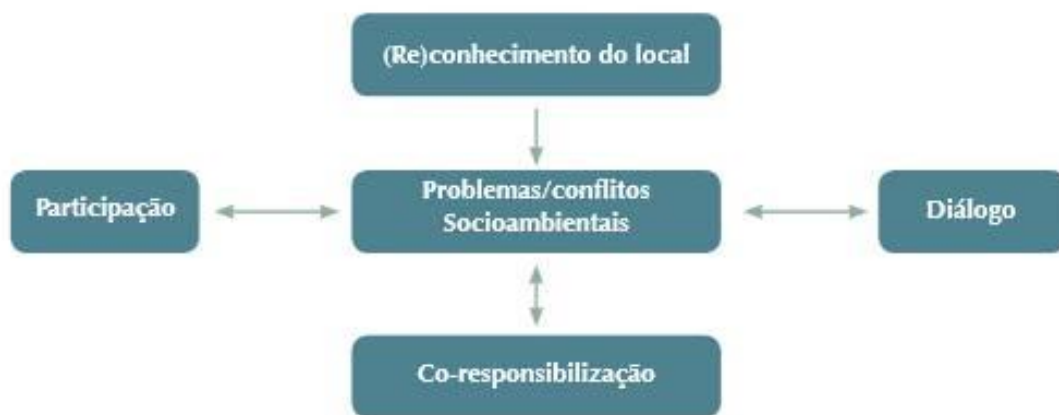 (Re)conhecimento do local
Participação
Problemas/conflitos
Socioambientais
Diálogo
Co-responsibilização